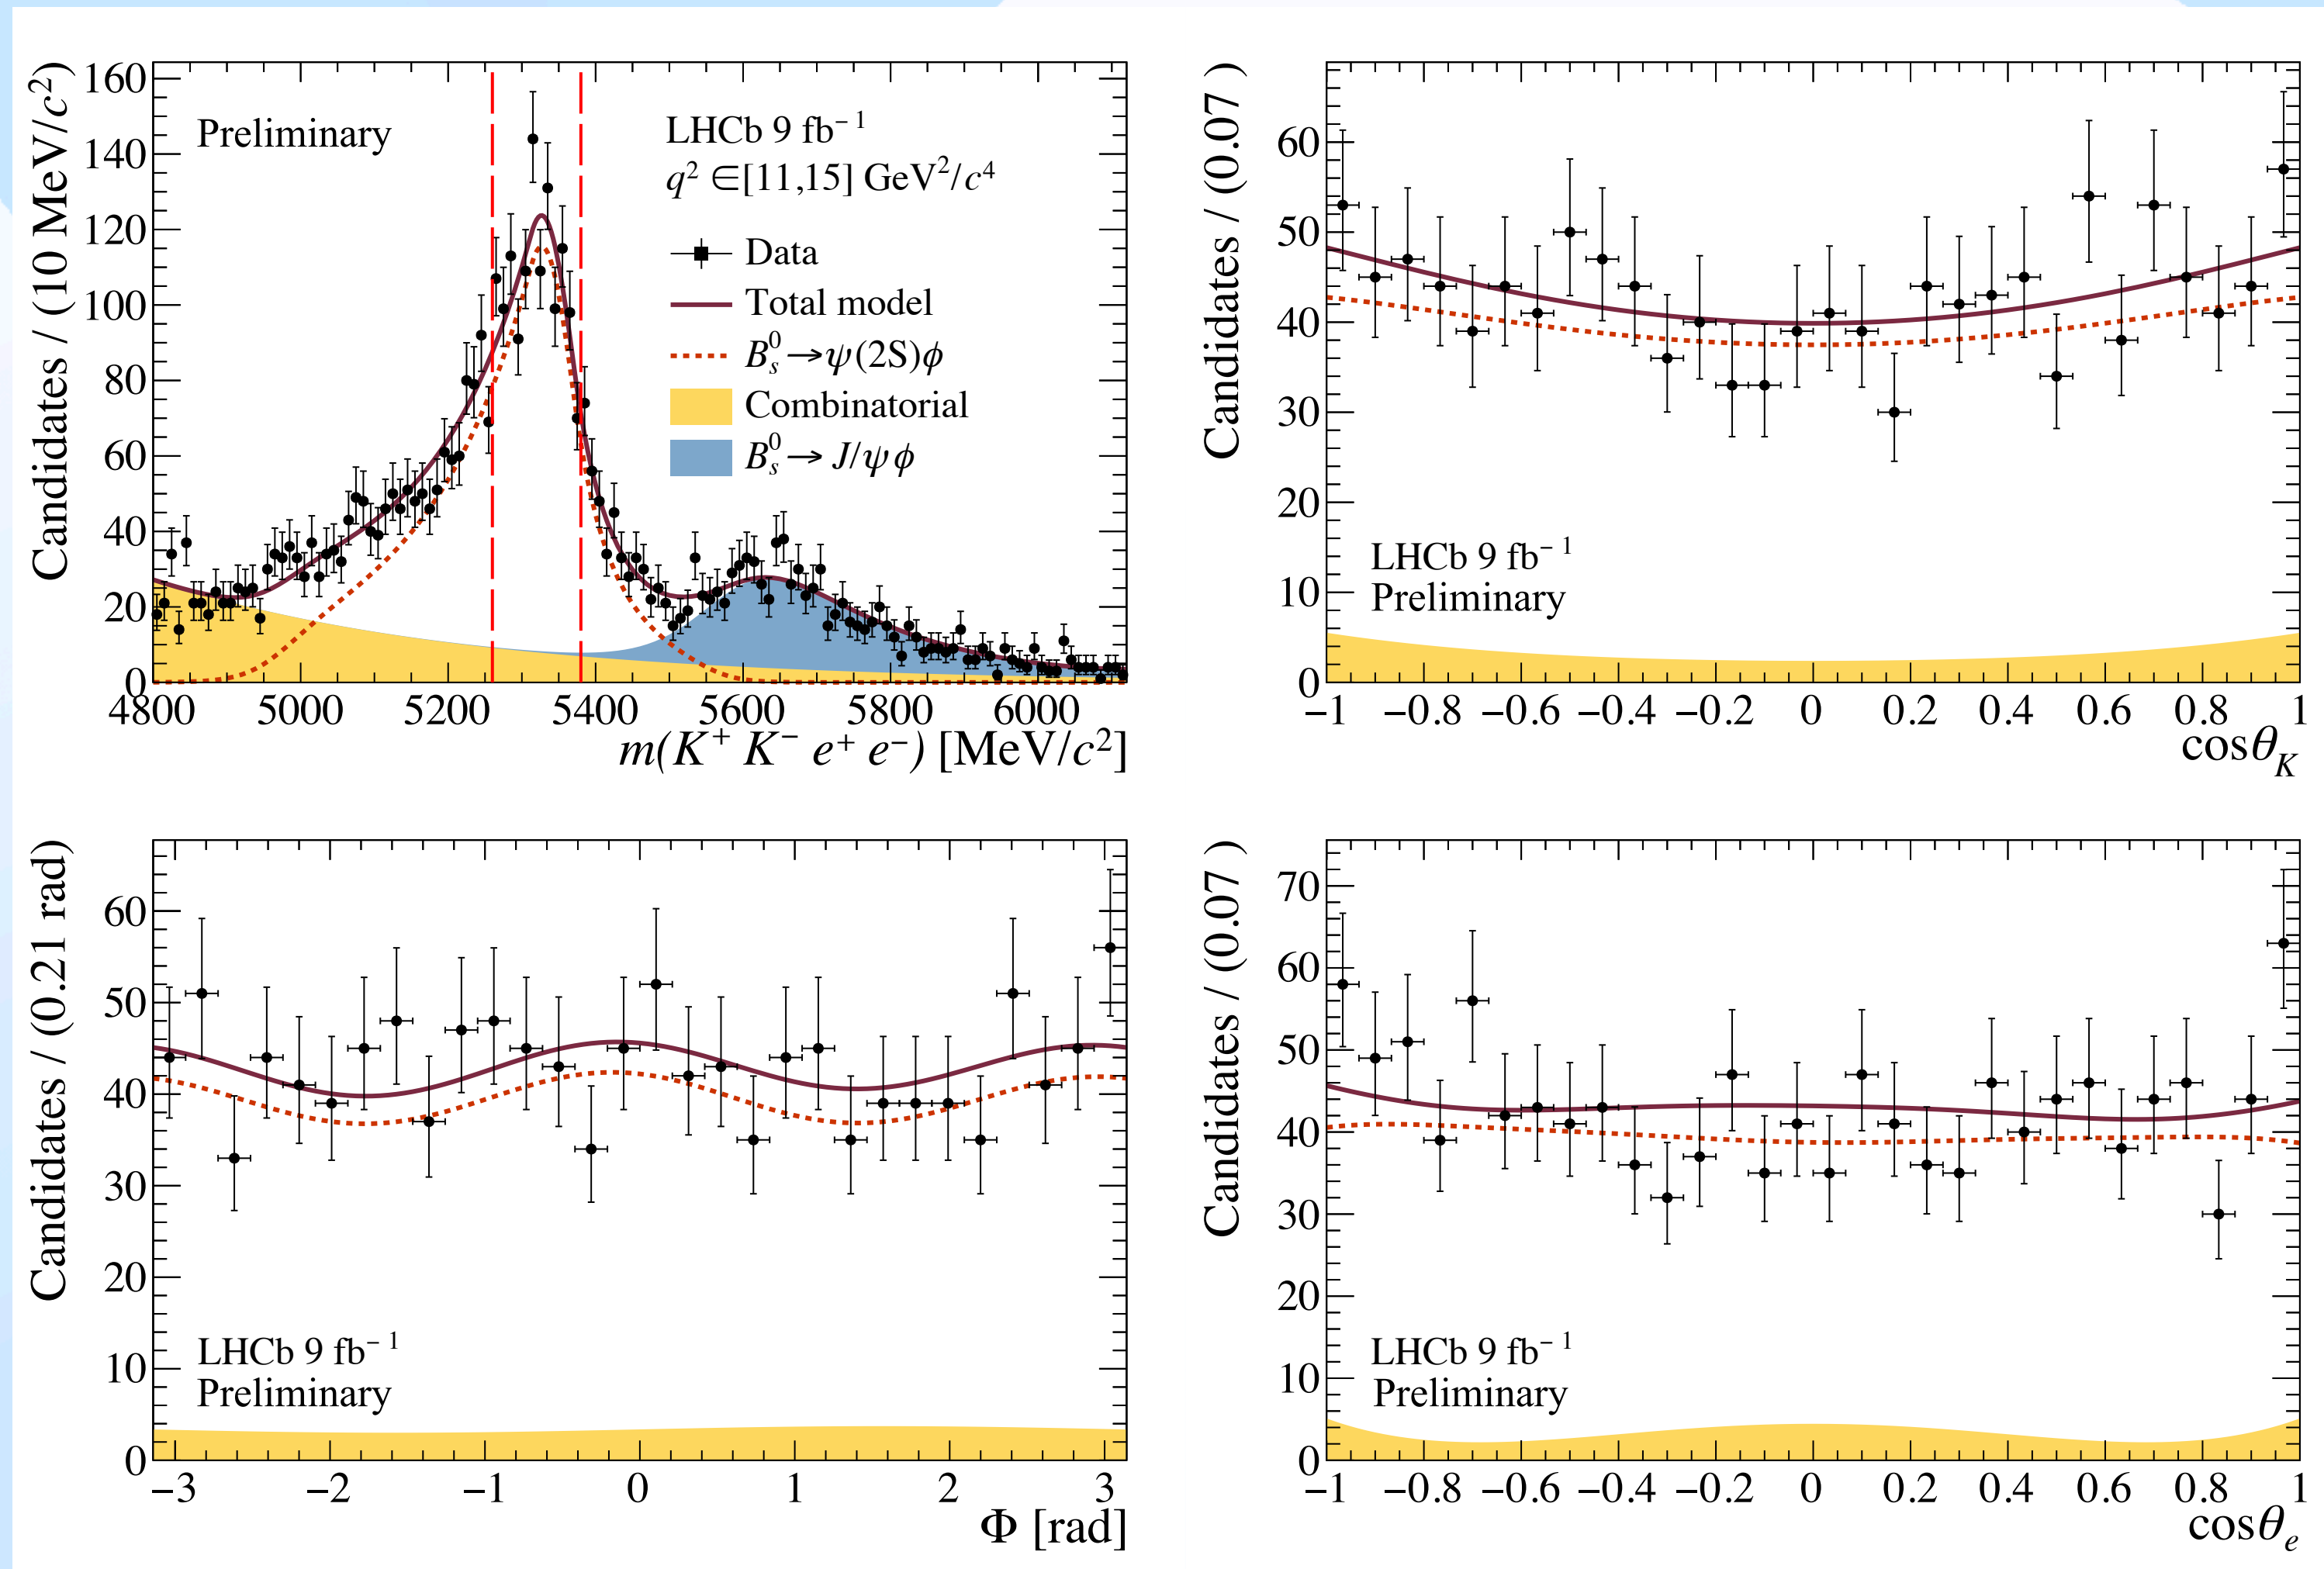 Candidates / (10 MeV/c²)
160
140
120
100
80
60
40
20
0
Preliminary
LHCb 9 fb⁻¹
q² ∈[11,15] GeV²/c⁴
Data
Total model
B⁰ₛ→ψ(2S)ϕ
Combinatorial
B⁰ₛ→J/ψϕ
4800 5000 5200 5400 5600 5800 6000
m(K⁺ K⁻ e⁺ e⁻) [MeV/c²]
Candidates / (0.07 )
60
50
40
30
20
10
0
LHCb 9 fb⁻¹
Preliminary
−1 −0.8 −0.6 −0.4 −0.2 0 0.2 0.4 0.6 0.8 1
cosθ_K
Candidates / (0.21 rad)
60
50
40
30
20
10
0
LHCb 9 fb⁻¹
Preliminary
−3 −2 −1 0 1 2 3
Φ [rad]
Candidates / (0.07 )
70
60
50
40
30
20
10
0
LHCb 9 fb⁻¹
Preliminary
−1 −0.8 −0.6 −0.4 −0.2 0 0.2 0.4 0.6 0.8 1
cosθₑ